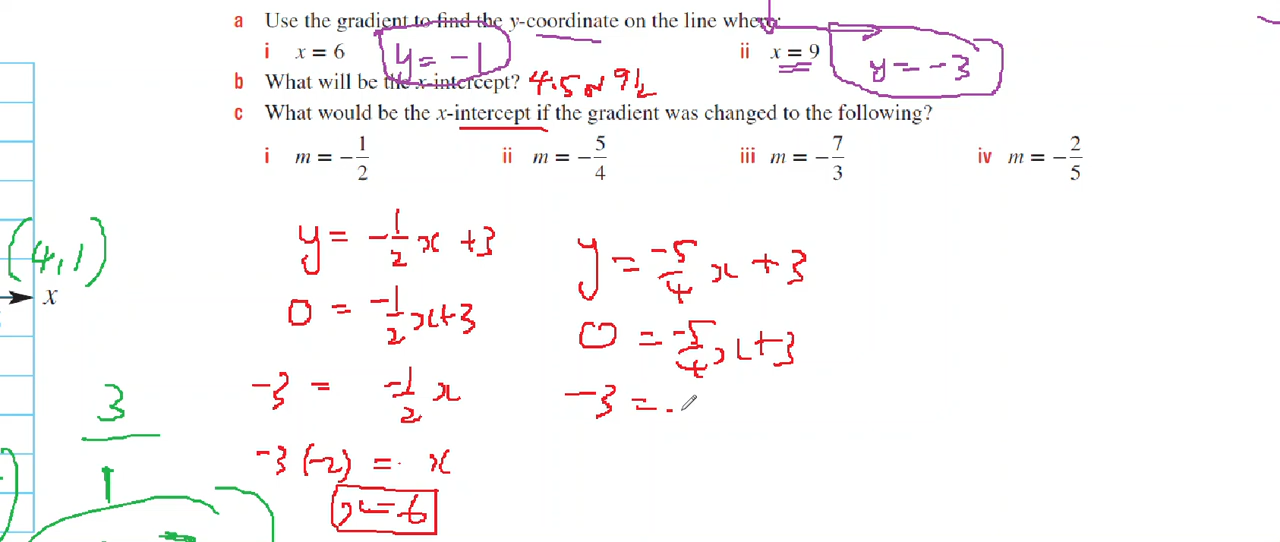 a Use the gradient to find the y-coordinate on the line where:
i x = 6 y = -1 ii x = 9 y = -3
b What will be the x-intercept? 4.5 or 9/2
c What would be the x-intercept if the gradient was changed to the following?
i m = -1/2 ii m = -5/4 iii m = -7/3 iv m = -2/5
y = -1/2 x + 3
0 = -1/2 x + 3
-3 = -1/2 x
-3 (-2) = x
x = 6
y = -5/4 x + 3
0 = -5/4 x + 3
-3 =
(4,1)
x
3
1